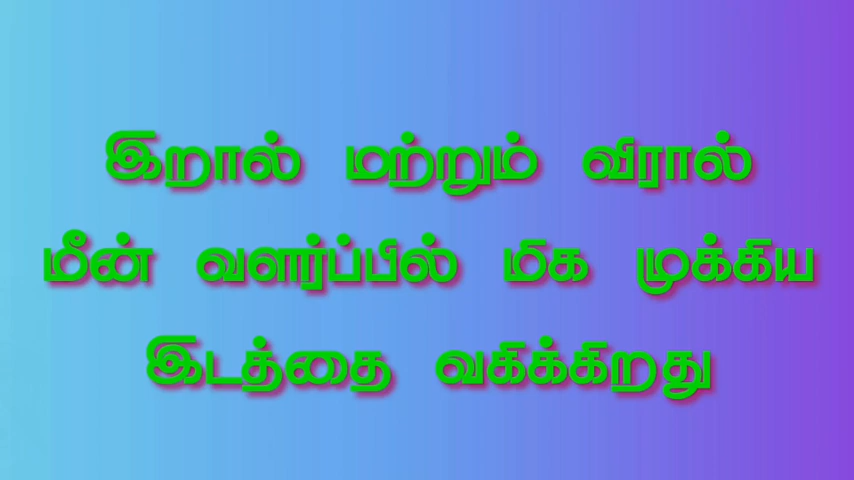 இறால் மற்றும் விரால்
மீன் வளர்ப்பில் மிக முக்கிய
இடத்தை வகிக்கிறது